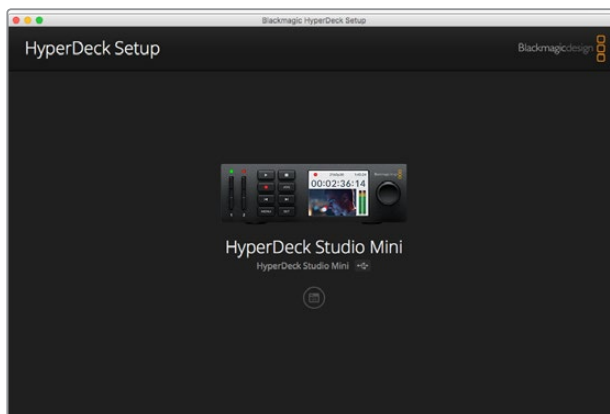 Blackmagic HyperDeck Setup
HyperDeck Setup
Blackmagicdesign
00:02:36:14
HyperDeck Studio Mini
HyperDeck Studio Mini